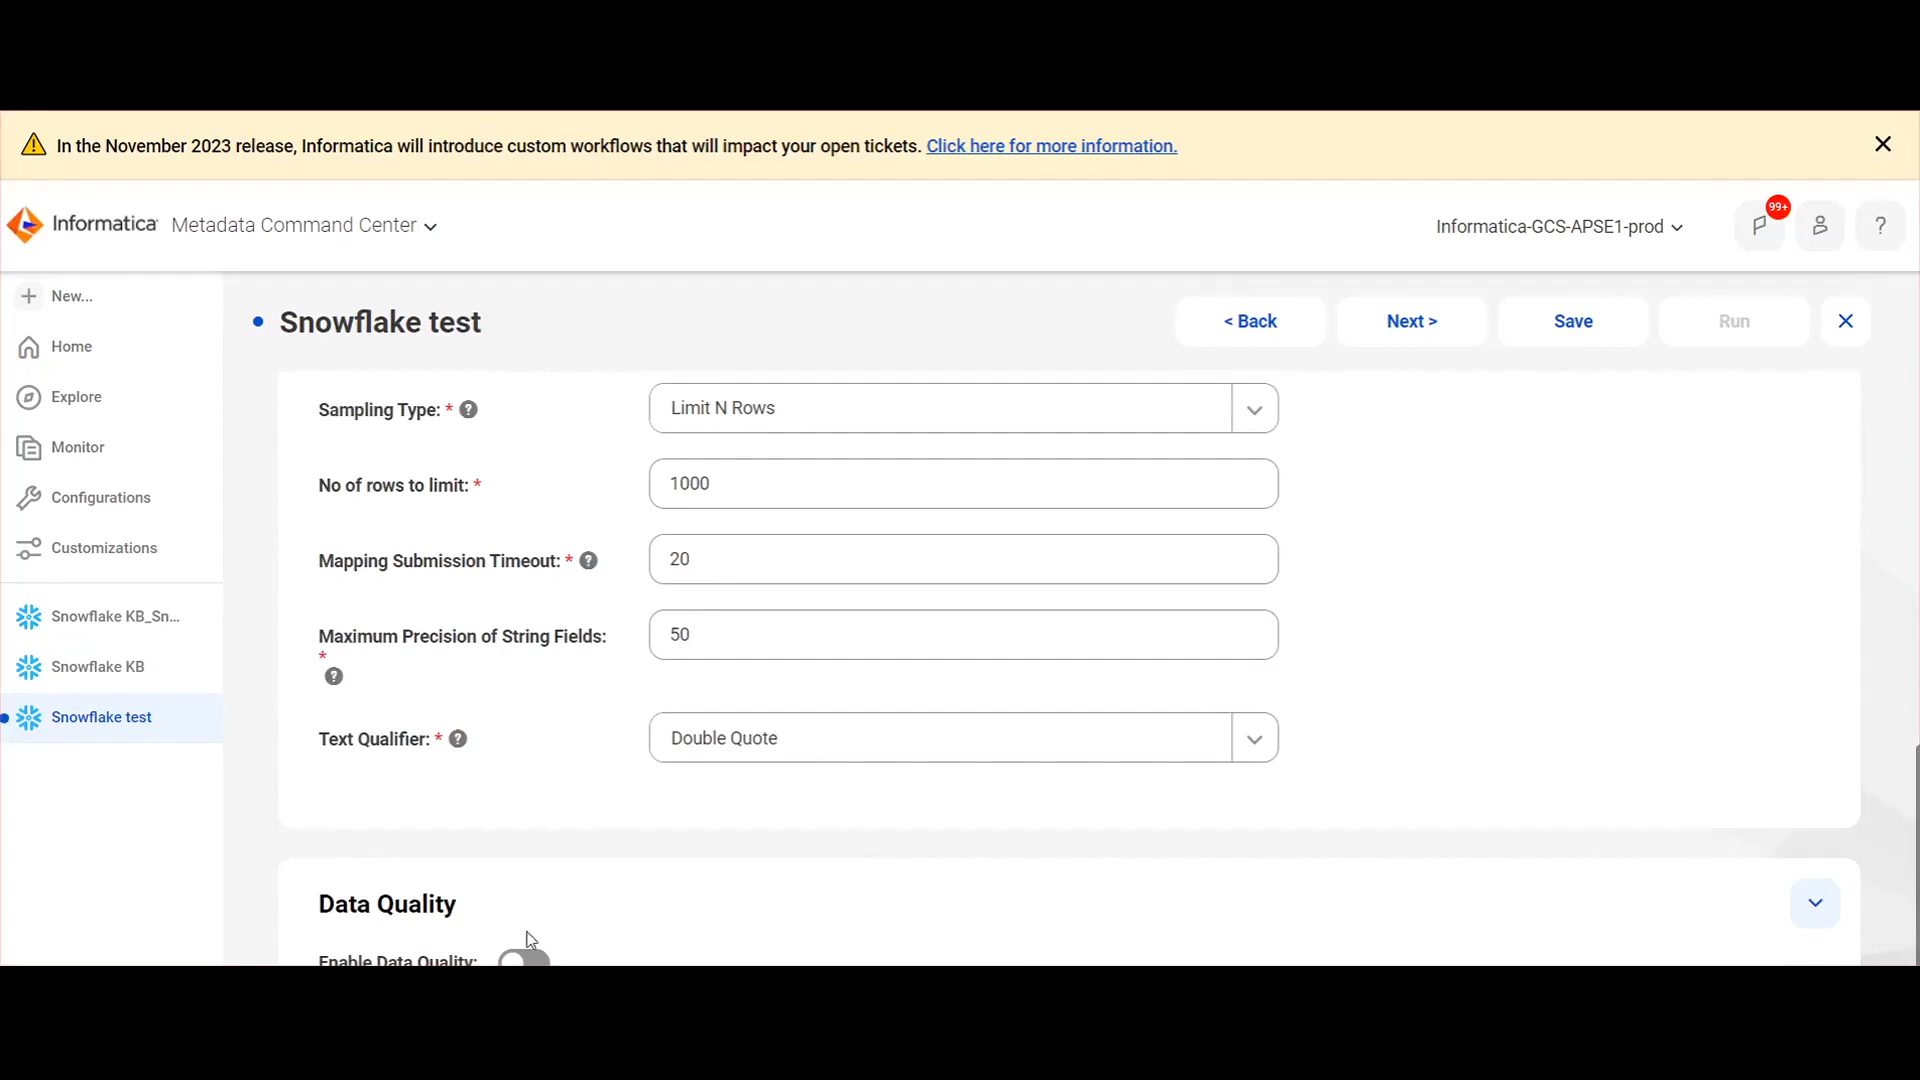 In the November 2023 release, Informatica will introduce custom workflows that will impact your open tickets. Click here for more information.
Informatica Metadata Command Center
Informatica-GCS-APSE1-prod
99+
?
New...
Home
Explore
Monitor
Configurations
Customizations
Snowflake KB_Sn...
Snowflake KB
Snowflake test
Snowflake test
< Back
Next >
Save
Run
Sampling Type: * ?
Limit N Rows
No of rows to limit: *
1000
Mapping Submission Timeout: * ?
20
Maximum Precision of String Fields:
*
?
50
Text Qualifier: * ?
Double Quote
Data Quality
Enable Data Quality: